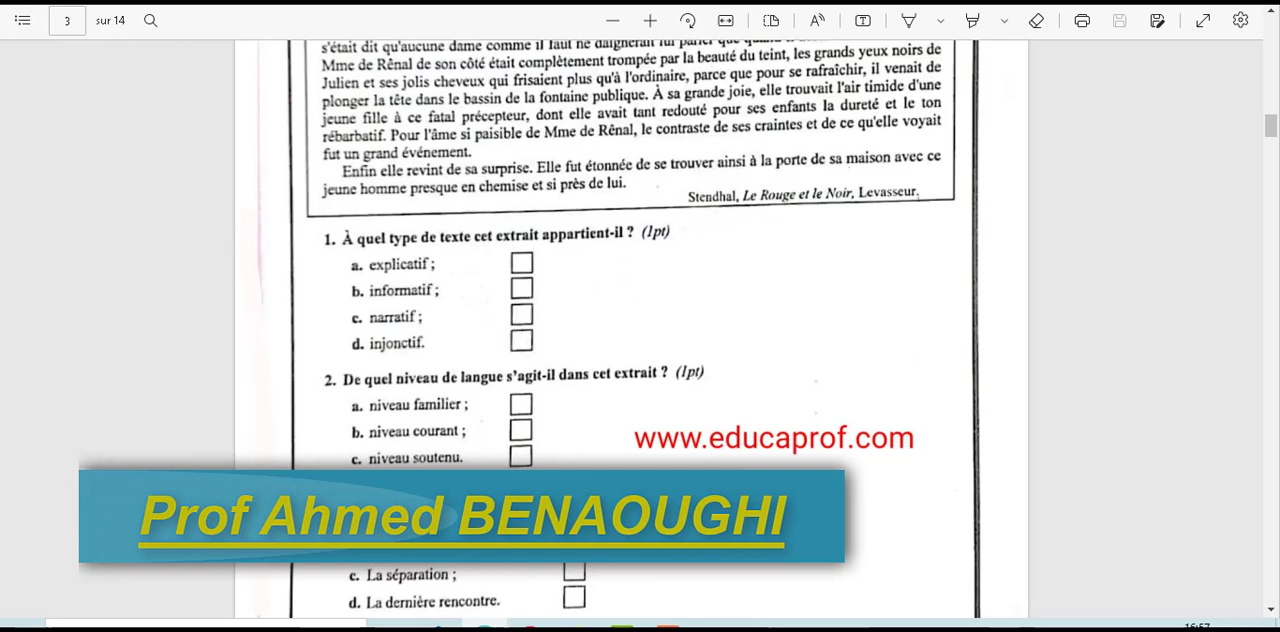 3 sur 14
s'était dit qu'aucune dame comme il faut ne daignerait lui parler que
Mme de Rênal de son côté était complètement trompée par la beauté du teint, les grands yeux noirs de
Julien et ses jolis cheveux qui frisaient plus qu'à l'ordinaire, parce que pour se rafraîchir, il venait de
plonger la tête dans le bassin de la fontaine publique. À sa grande joie, elle trouvait l'air timide d'une
jeune fille à ce fatal précepteur, dont elle avait tant redouté pour ses enfants la dureté et le ton
rébarbatif. Pour l'âme si paisible de Mme de Rênal, le contraste de ses craintes et de ce qu'elle voyait
fut un grand événement.
Enfin elle revint de sa surprise. Elle fut étonnée de se trouver ainsi à la porte de sa maison avec ce
jeune homme presque en chemise et si près de lui.
Stendhal, Le Rouge et le Noir, Levasseur.
1. À quel type de texte cet extrait appartient-il ? (1pt)
a. explicatif ;
b. informatif ;
c. narratif ;
d. injonctif.
2. De quel niveau de langue s'agit-il dans cet extrait ? (1pt)
a. niveau familier ;
b. niveau courant ;
c. niveau soutenu.
www.educaprof.com
Prof Ahmed BENAOUGHI
c. La séparation ;
d. La dernière rencontre.